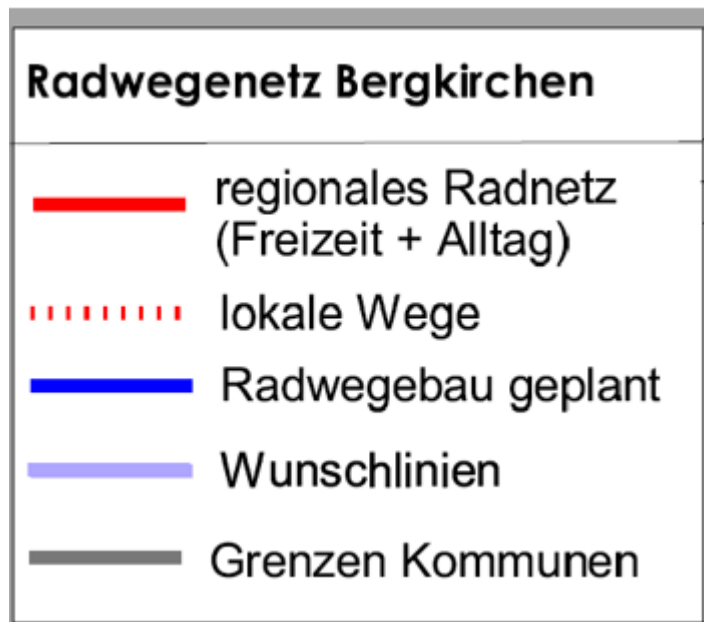 Radwegenetz Bergkirchen
regionales Radnetz
(Freizeit + Alltag)
lokale Wege
Radwegebau geplant
Wunschlinien
Grenzen Kommunen